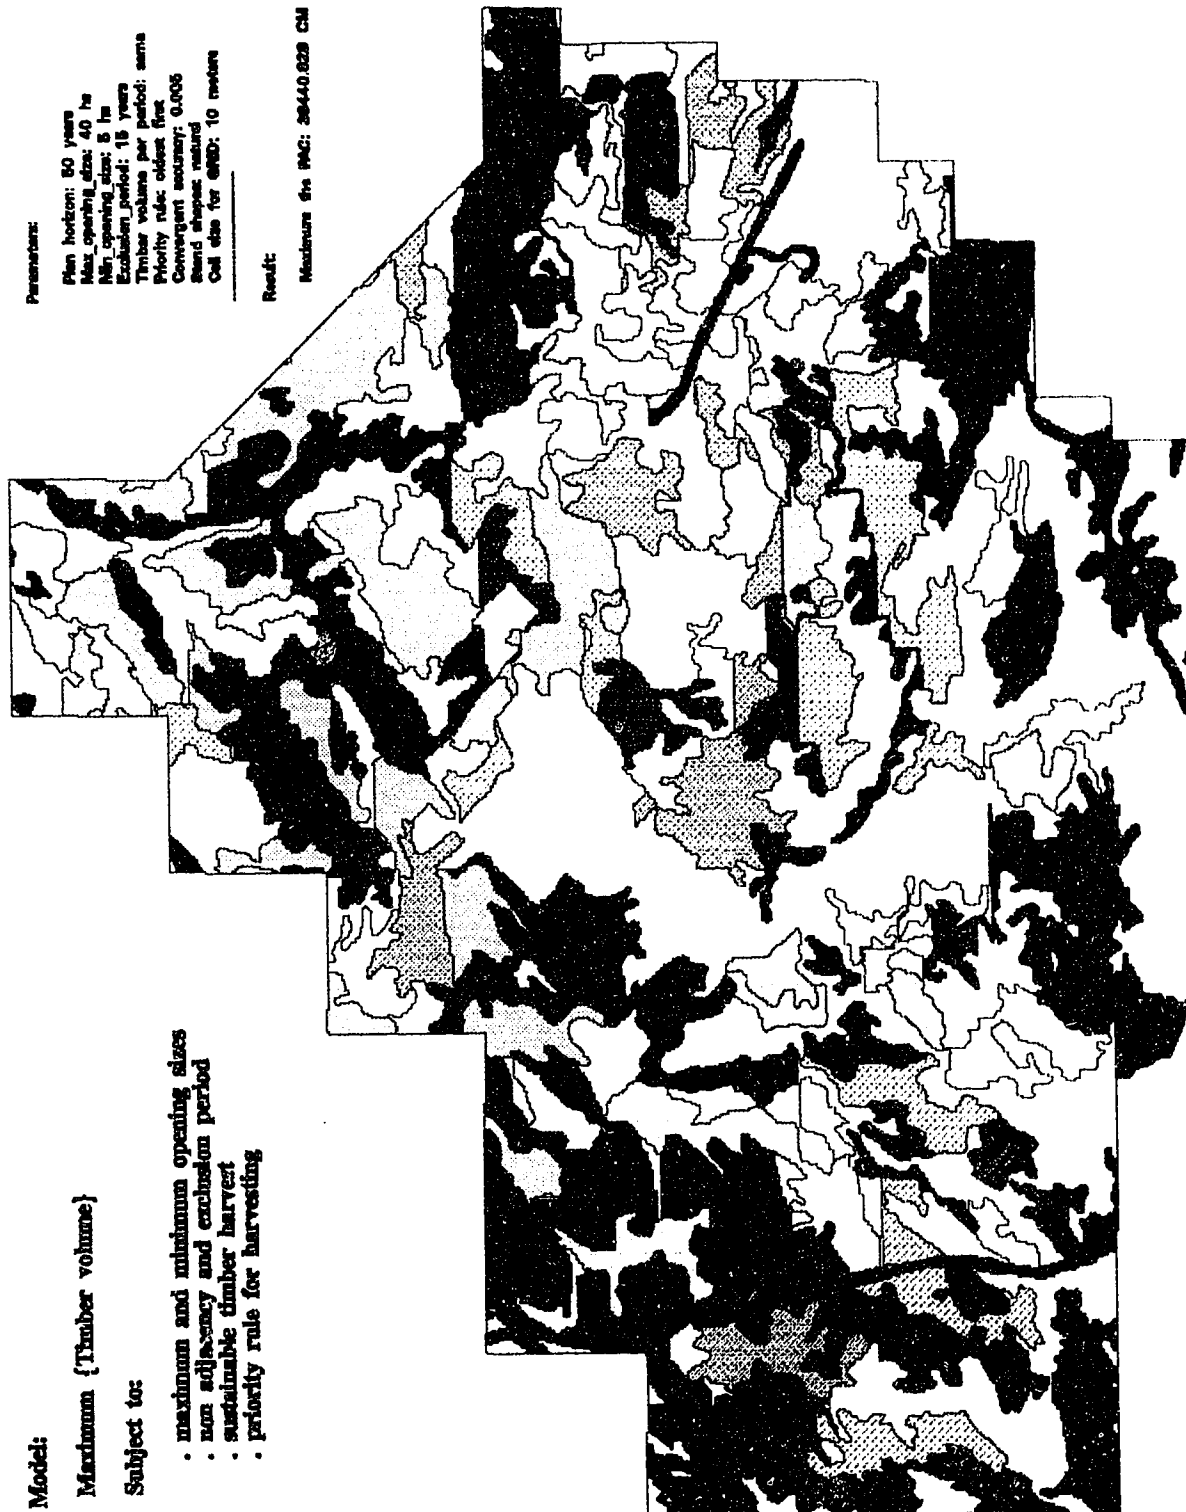 Model:
Maximum {Timber volume}
Subject to:
. maximum and minimum opening sizes
. non adjacency and exclusion period
. sustainable timber harvest
. priority rule for harvesting
Parameters:
Plan horizon: 50 years
Max_opening_size: 40 ha
Min_opening_size: 5 ha
Exclusion_period: 15 years
Timber volume per period: same
Priority rule: oldest first
Convergent accuracy: 0.005
Stand shapes: natural
Cell size for GRID: 10 meters
Result:
Maximum the PAC: CM